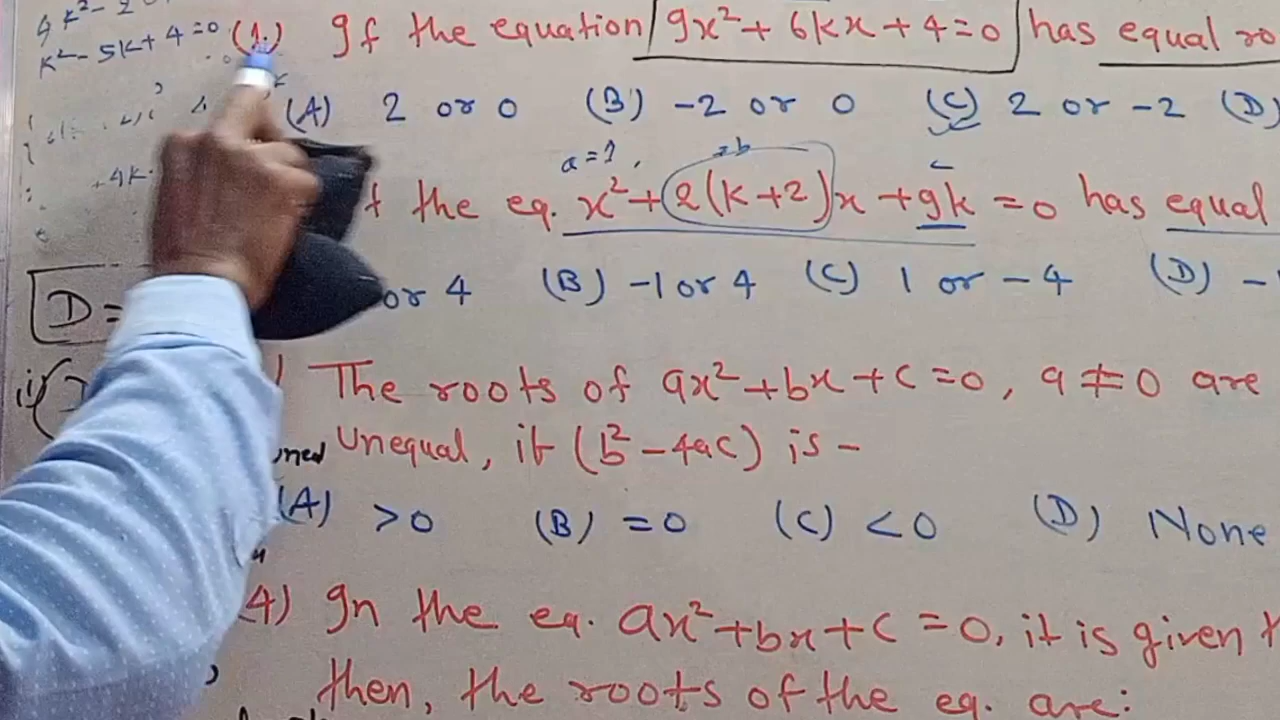 4k²-20
k²-5k+4=0
(1.) If the equation 9x²+6kx+4=0 has equal ro
(A) 2 or 0 (B) -2 or 0 (C) 2 or -2 (D)
a=1, =b c
f the eq. x²+2(k+2)x+9k=0 has equal
or 4 (B) -1 or 4 (C) 1 or -4 (D) -
D=
The roots of ax²+bx+c=0, a≠0 are
unequal, if (b²-4ac) is -
(A) >0 (B) =0 (C) <0 (D) None
4) In the eq. ax²+bx+c=0, it is given t
then, the roots of the eq. are: